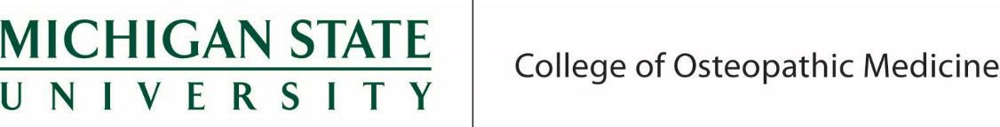 MICHIGAN STATE
UNIVERSITY
College of Osteopathic Medicine